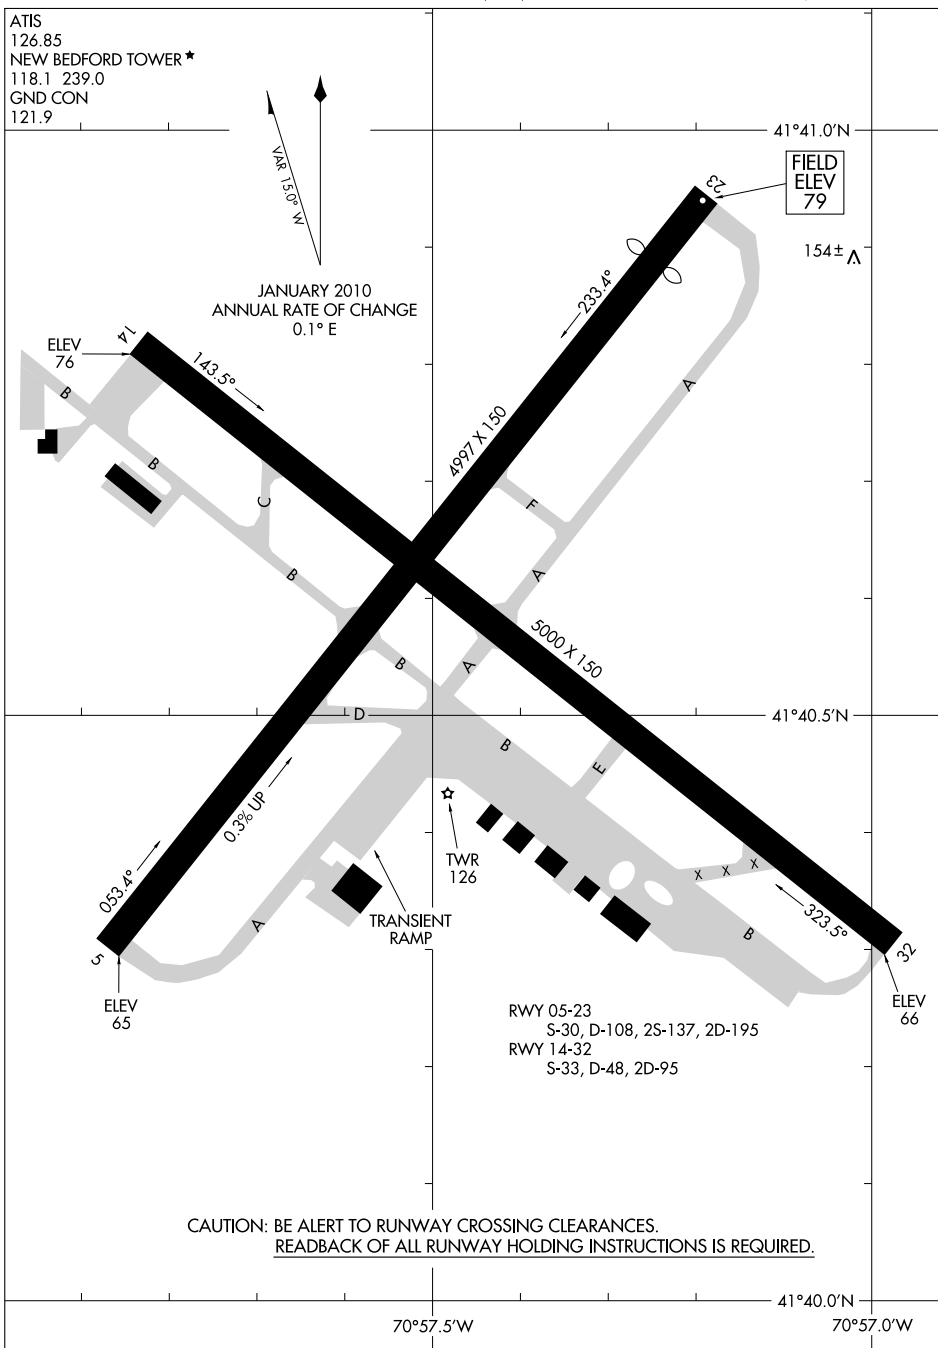 ATIS
126.85
NEW BEDFORD TOWER★
118.1 239.0
GND CON
121.9
VAR 15.0° W
JANUARY 2010
ANNUAL RATE OF CHANGE
0.1° E
41°41.0'N
FIELD
ELEV
79
154±
23
233.4°
14
ELEV
76
143.5°
B
A
4997 X 150
B
C
F
B
A
5000 X 150
B
A
D
41°40.5'N
B
E
0.3% UP
TWR
126
X X X
053.4°
TRANSIENT
RAMP
A
323.5°
B
5
32
ELEV
65
ELEV
66
RWY 05-23
S-30, D-108, 2S-137, 2D-195
RWY 14-32
S-33, D-48, 2D-95
CAUTION: BE ALERT TO RUNWAY CROSSING CLEARANCES.
READBACK OF ALL RUNWAY HOLDING INSTRUCTIONS IS REQUIRED.
41°40.0'N
70°57.5'W
70°57.0'W